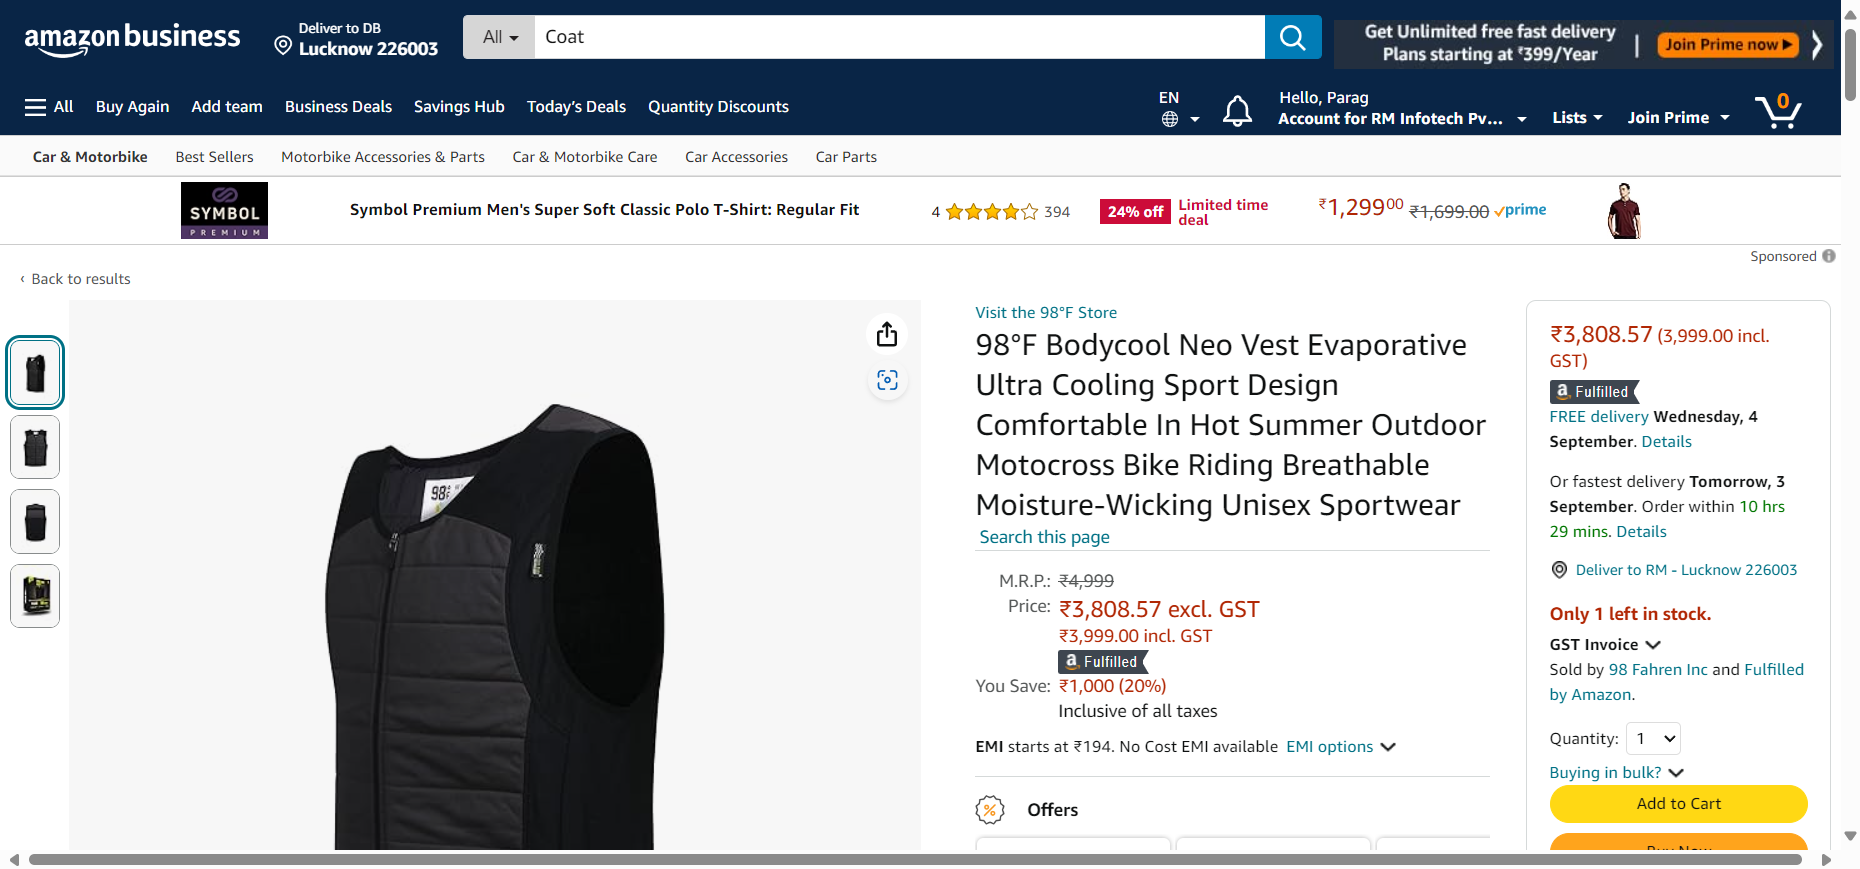 amazon business
Deliver to DB
Lucknow 226003
All
Coat
Get Unlimited free fast delivery
Plans starting at ₹399/Year
Join Prime now
All
Buy Again
Add team
Business Deals
Savings Hub
Today's Deals
Quantity Discounts
EN
Hello, Parag
Account for RM Infotech Pv...
Lists
Join Prime
0
Car & Motorbike
Best Sellers
Motorbike Accessories & Parts
Car & Motorbike Care
Car Accessories
Car Parts
SYMBOL
PREMIUM
Symbol Premium Men's Super Soft Classic Polo T-Shirt: Regular Fit
4
394
24% off
Limited time
deal
₹1,29900
₹1,699.00
prime
Sponsored
‹ Back to results
98°F
Visit the 98°F Store
98°F Bodycool Neo Vest Evaporative
Ultra Cooling Sport Design
Comfortable In Hot Summer Outdoor
Motocross Bike Riding Breathable
Moisture-Wicking Unisex Sportwear
Search this page
M.R.P.: ₹4,999
Price: ₹3,808.57 excl. GST
₹3,999.00 incl. GST
a Fulfilled
You Save: ₹1,000 (20%)
Inclusive of all taxes
EMI starts at ₹194. No Cost EMI available EMI options
Offers
₹3,808.57 (3,999.00 incl.
GST)
a Fulfilled
FREE delivery Wednesday, 4
September. Details
Or fastest delivery Tomorrow, 3
September. Order within 10 hrs
29 mins. Details
Deliver to RM - Lucknow 226003
Only 1 left in stock.
GST Invoice
Sold by 98 Fahren Inc and Fulfilled
by Amazon.
Quantity: 1
Buying in bulk?
Add to Cart
Buy Now